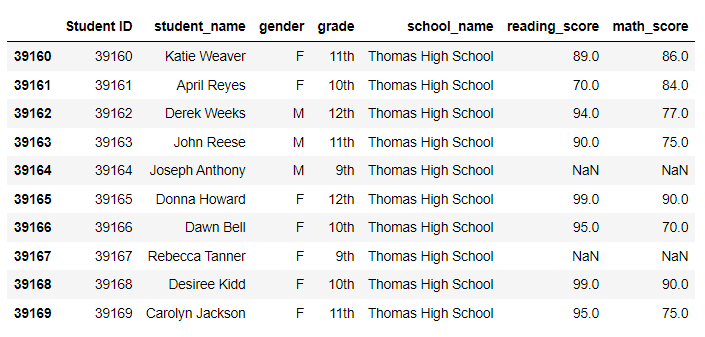 Student ID student_name gender grade school_name reading_score math_score
39160 39160 Katie Weaver F 11th Thomas High School 89.0 86.0
39161 39161 April Reyes F 10th Thomas High School 70.0 84.0
39162 39162 Derek Weeks M 12th Thomas High School 94.0 77.0
39163 39163 John Reese M 11th Thomas High School 90.0 75.0
39164 39164 Joseph Anthony M 9th Thomas High School NaN NaN
39165 39165 Donna Howard F 12th Thomas High School 99.0 90.0
39166 39166 Dawn Bell F 10th Thomas High School 95.0 70.0
39167 39167 Rebecca Tanner F 9th Thomas High School NaN NaN
39168 39168 Desiree Kidd F 10th Thomas High School 99.0 90.0
39169 39169 Carolyn Jackson F 11th Thomas High School 95.0 75.0